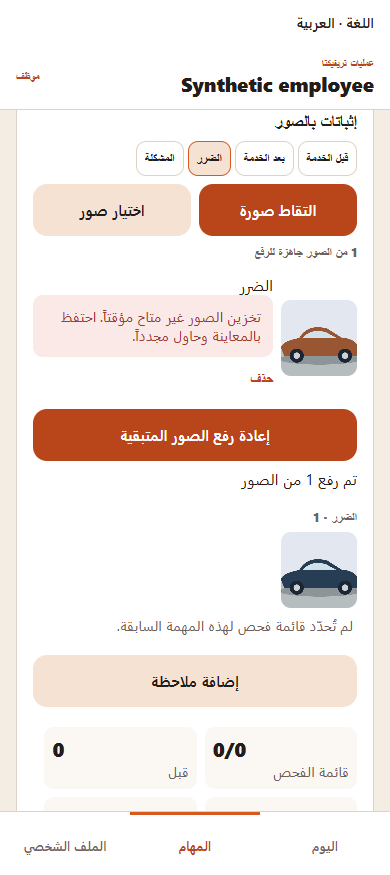 اللغة · العربية
عمليات تريفيكتا
Synthetic employee
موظف
إثباتات بالصور
قبل الخدمة
بعد الخدمة
الضرر
المشكلة
التقاط صورة
اختيار صور
1 من الصور جاهزة للرفع
الضرر
تخزين الصور غير متاح مؤقتاً. احتفظ
بالمعاينة وحاول مجدداً.
حذف
إعادة رفع الصور المتبقية
تم رفع 1 من الصور
الضرر · 1
لم تُحدّد قائمة فحص لهذه المهمة السابقة.
إضافة ملاحظة
0/0
قائمة الفحص
0
قبل
اليوم
المهام
الملف الشخصي